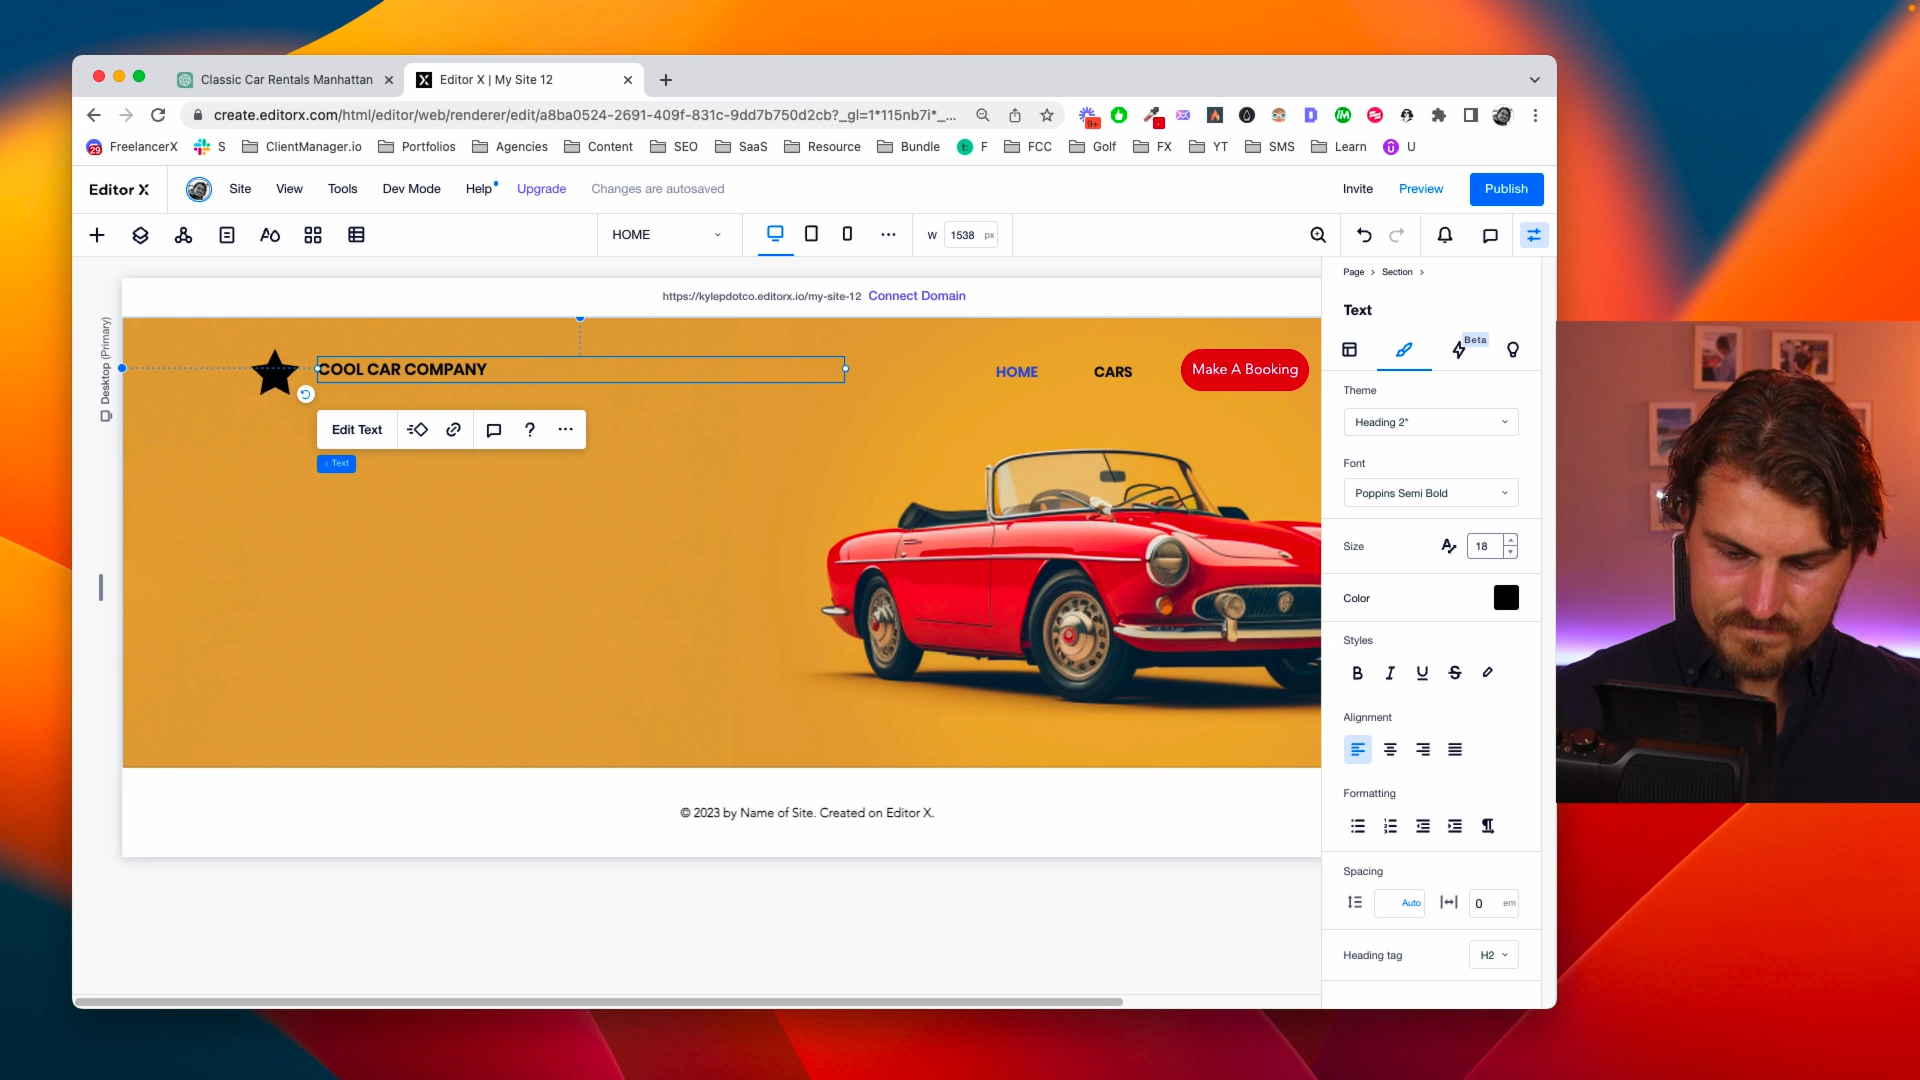 Classic Car Rentals Manhattan
Editor X | My Site 12
create.editorx.com/html/editor/web/renderer/edit/a8ba0524-2691-409f-831c-9dd7b750d2cb?_gl=1*115nb7i*_...
9+
29 FreelancerX
S
ClientManager.io
Portfolios
Agencies
Content
SEO
SaaS
Resource
Bundle
F
FCC
Golf
FX
YT
SMS
Learn
U
Editor X
Site
View
Tools
Dev Mode
Help
Upgrade
Changes are autosaved
Invite
Preview
Publish
HOME
W 1538 px
https://kylepdotco.editorx.io/my-site-12 Connect Domain
Desktop (Primary)
COOL CAR COMPANY
HOME
CARS
Make A Booking
Edit Text
?
< Text
© 2023 by Name of Site. Created on Editor X.
Page > Section >
Text
Beta
Theme
Heading 2*
Font
Poppins Semi Bold
Size
18
Color
Styles
B I U S
Alignment
Formatting
Spacing
Auto
0 em
Heading tag
H2